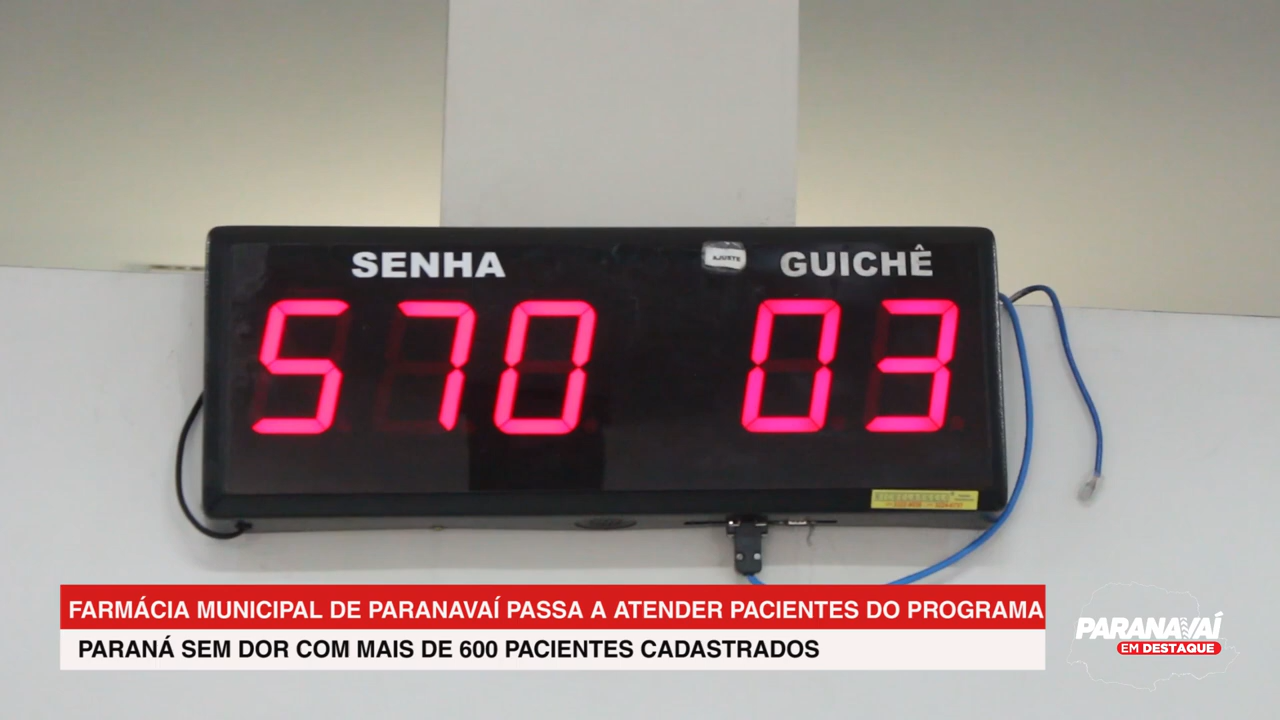 SENHA
AJUSTE
GUICHÊ
570
03
FARMÁCIA MUNICIPAL DE PARANAVAÍ PASSA A ATENDER PACIENTES DO PROGRAMA
PARANÁ SEM DOR COM MAIS DE 600 PACIENTES CADASTRADOS
PARANAVAÍ
EM DESTAQUE